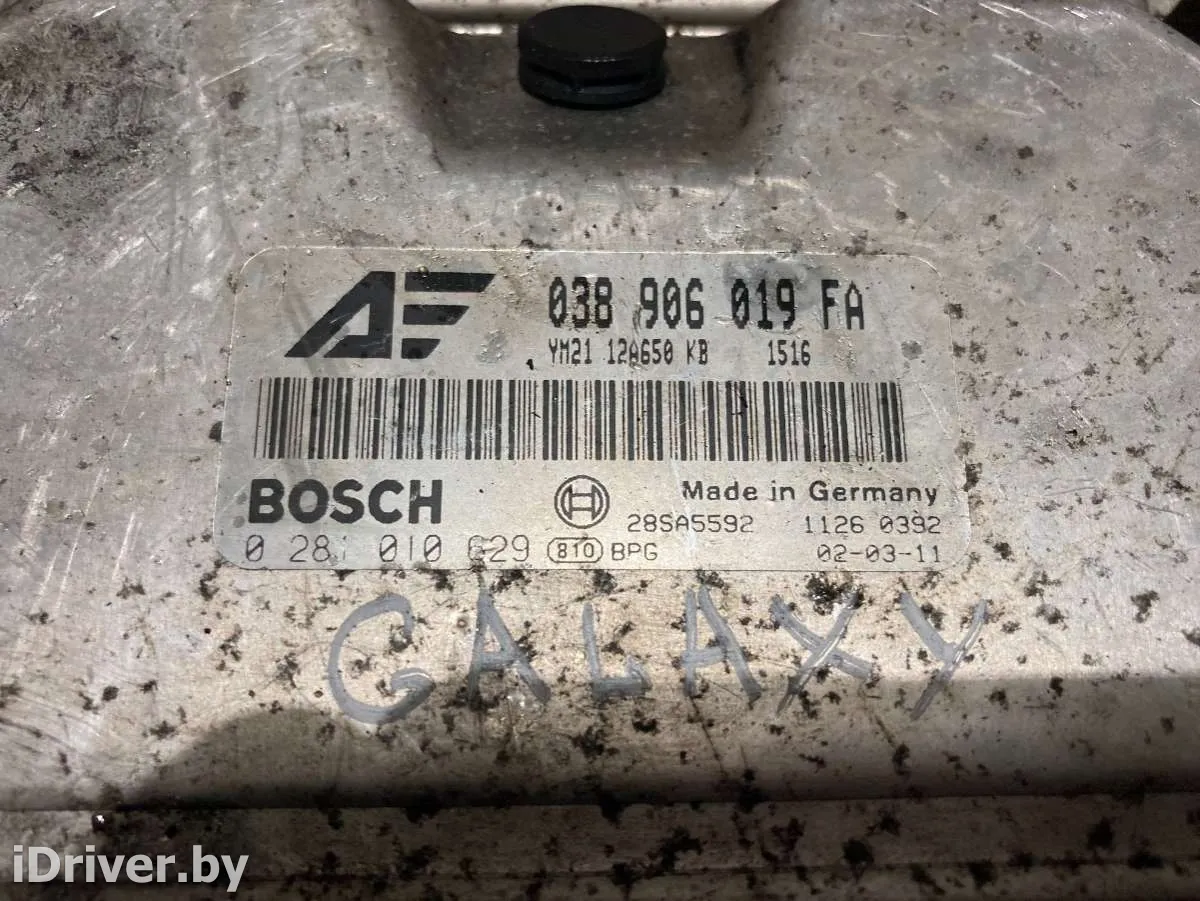 AF 038 906 019 FA
YM21 12A650 KB 1516
BOSCH Made in Germany
28SA5592 1126 0392
0 281 010 629 810 BPG 02-03-11
GALAXY
iDriver.by